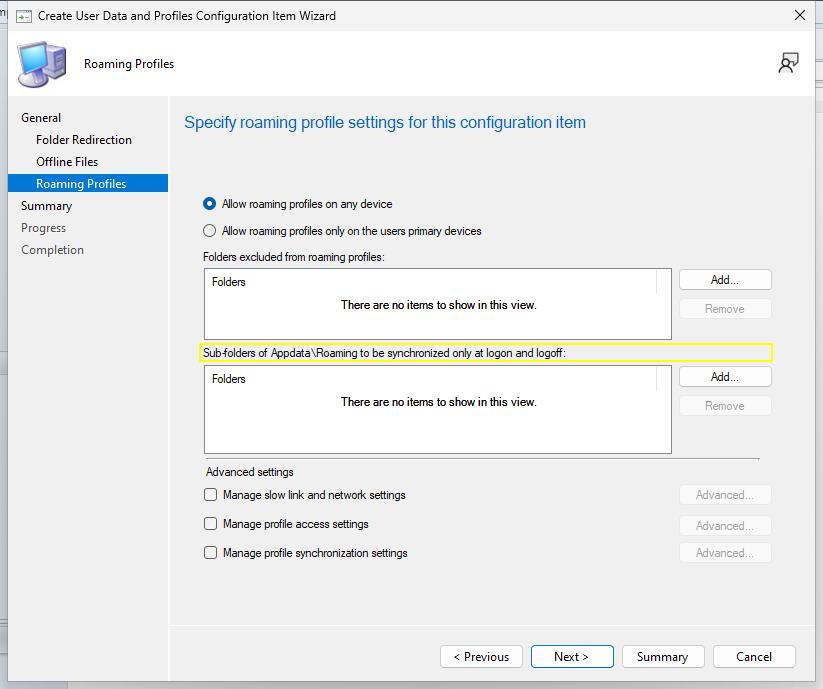 Create User Data and Profiles Configuration Item Wizard
Roaming Profiles
General
Folder Redirection
Offline Files
Roaming Profiles
Summary
Progress
Completion
Specify roaming profile settings for this configuration item
Allow roaming profiles on any device
Allow roaming profiles only on the users primary devices
Folders excluded from roaming profiles:
Folders
There are no items to show in this view.
Add...
Remove
Sub-folders of Appdata\Roaming to be synchronized only at logon and logoff:
Folders
There are no items to show in this view.
Add...
Remove
Advanced settings
Manage slow link and network settings
Advanced...
Manage profile access settings
Advanced...
Manage profile synchronization settings
Advanced...
< Previous
Next >
Summary
Cancel